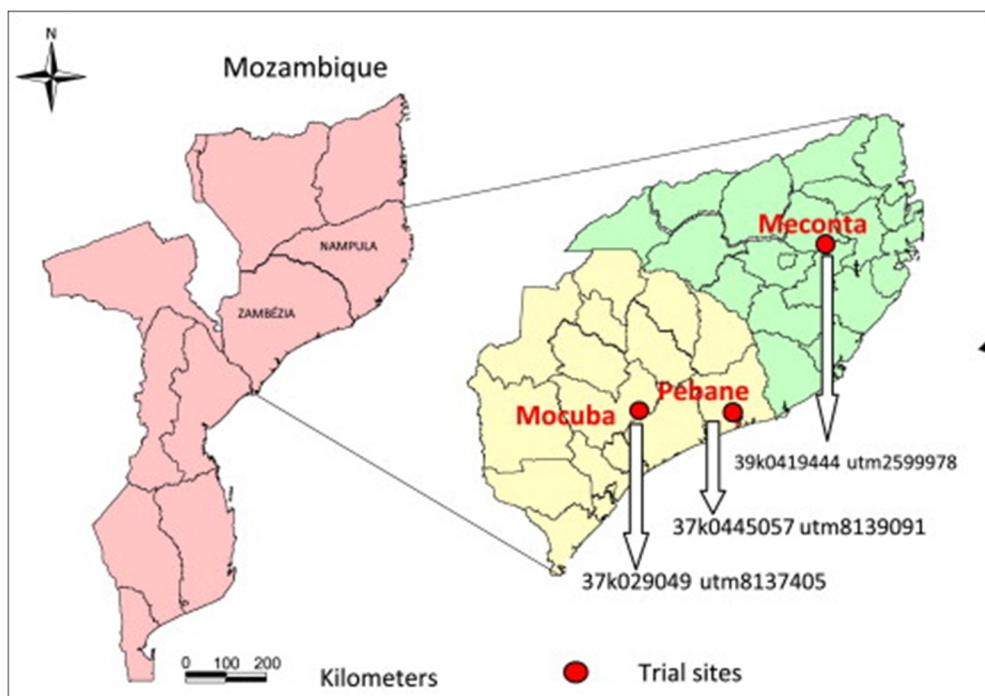 N
Mozambique
NAMPULA
ZAMBÉZIA
Meconta
Pebane
Mocuba
39k0419444 utm2599978
37k0445057 utm8139091
37k029049 utm8137405
0 100 200
Kilometers
Trial sites